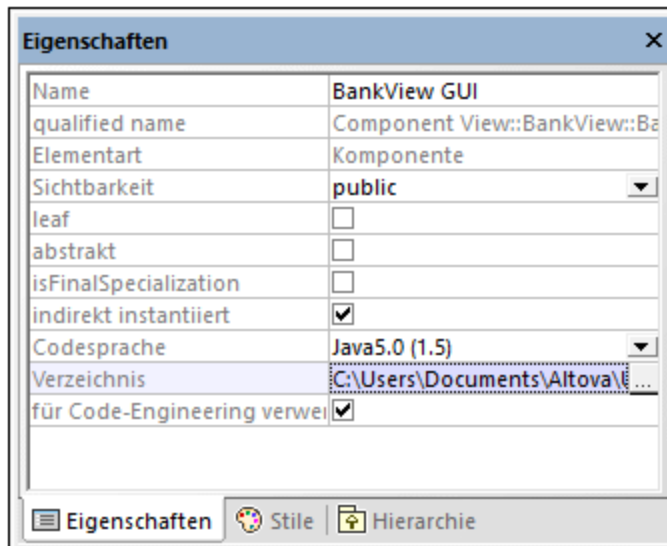 Eigenschaften
Name BankView GUI
qualified name Component View::BankView::Ba
Elementart Komponente
Sichtbarkeit public
leaf
abstrakt
isFinalSpecialization
indirekt instantiiert
Codesprache Java5.0 (1.5)
Verzeichnis C:\Users\Documents\Altova\U ...
für Code-Engineering verwei
Eigenschaften Stile Hierarchie